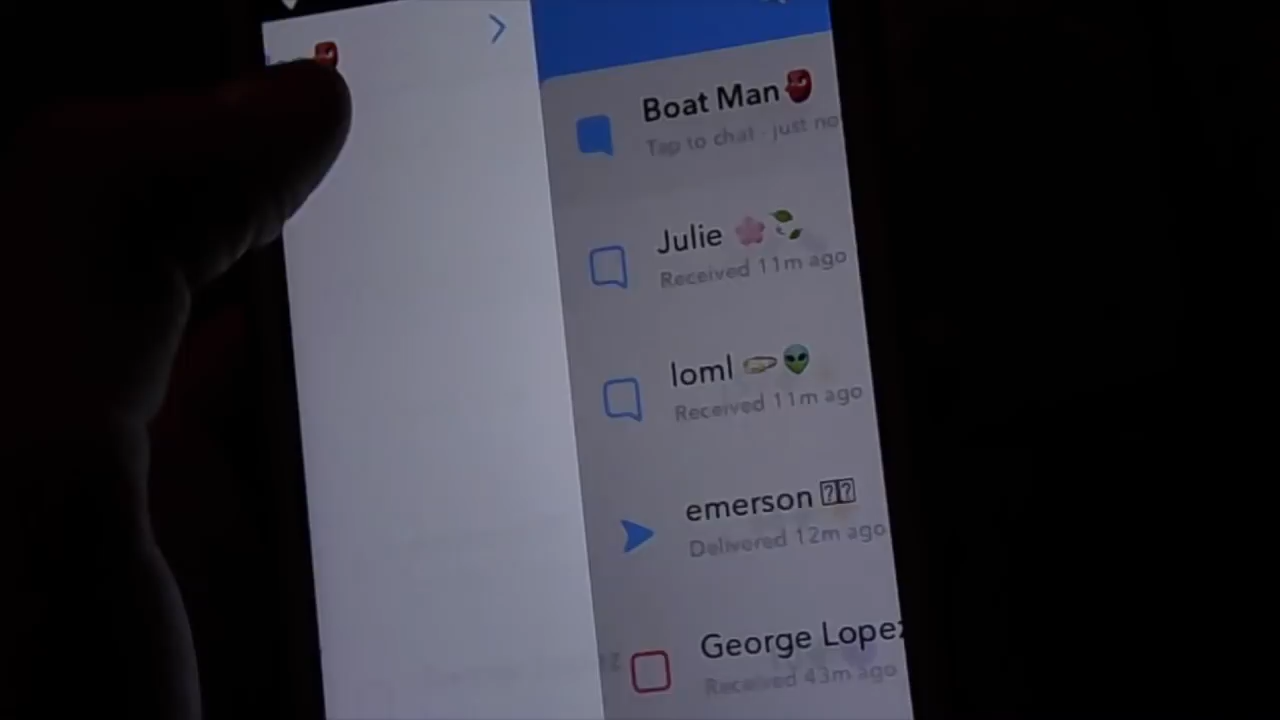 Boat Man👹
Tap to chat · just no
Julie 🌸🍃
Received 11m ago
loml 👽
Received 11m ago
emerson
Delivered 12m ago
George Lopez
Received 43m ago